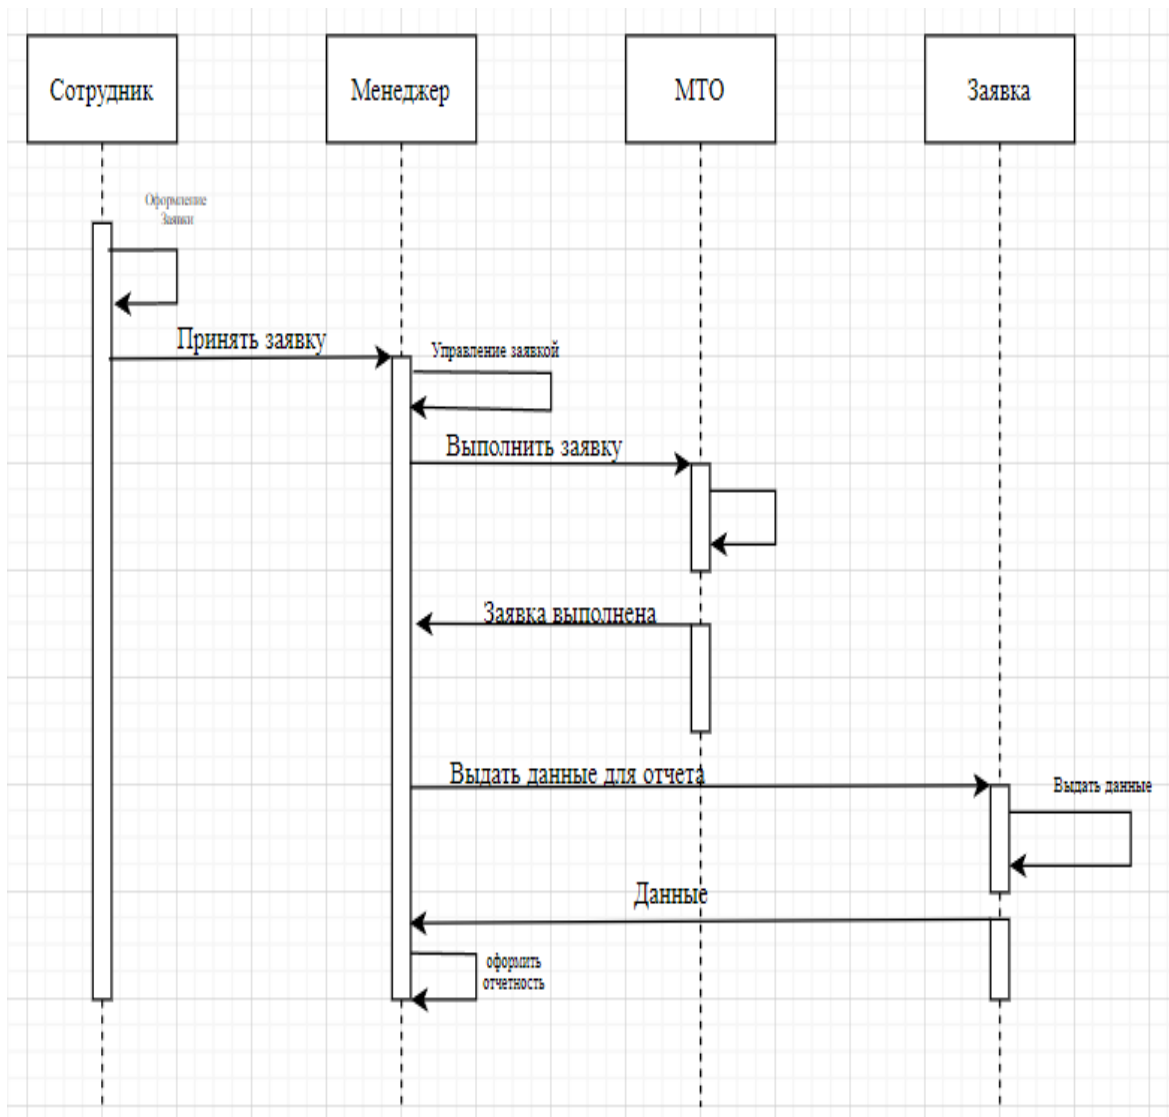 Сотрудник
Менеджер
МТО
Заявка
Оформление
Заявки
Принять заявку
Управление заявкой
Выполнить заявку
Заявка выполнена
Выдать данные для отчета
Выдать данные
Данные
оформить
отчетность